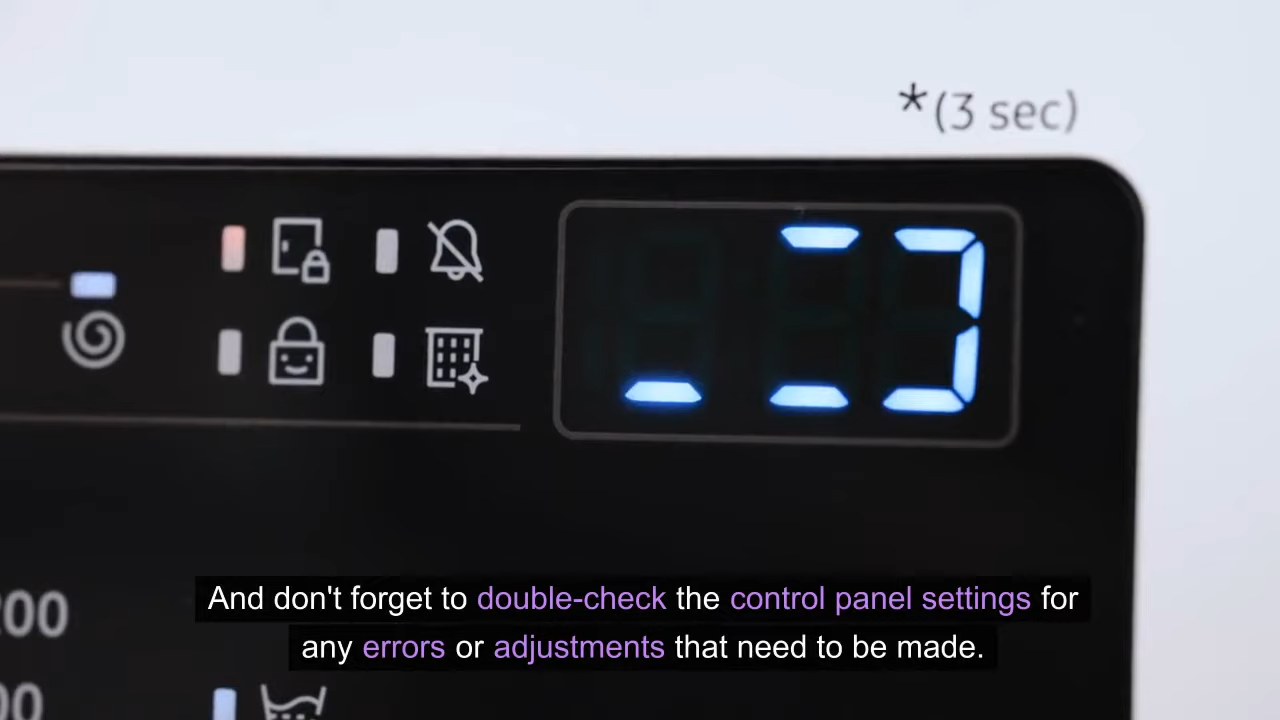 *(3 sec)
00
And don't forget to double-check the control panel settings for
any errors or adjustments that need to be made.